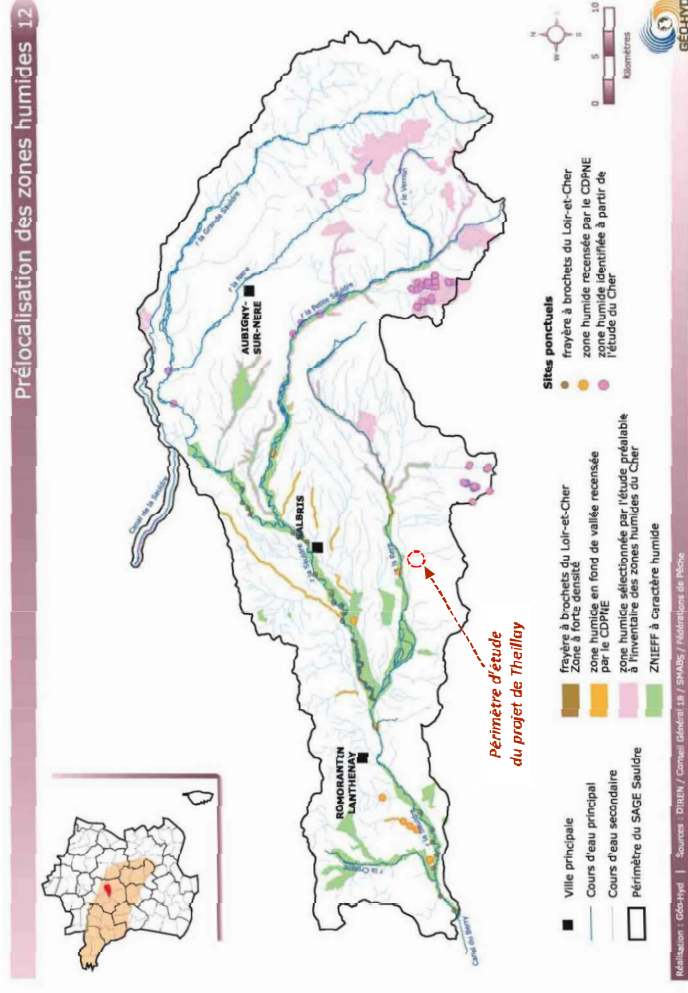 Prélocalisation des zones humides 12
Canal de la Sauldre
r la Grande Sauldre
r la Nère
AUBIGNY-
SUR-NERE
r la Petite Sauldre
r le Vernon
SALBRIS
r la Sauldre
ROMORANTIN
LANTHENAY
r la Croisne
Canal du Berry
Périmètre d'étude
du projet de Theillay
Ville principale
Cours d'eau principal
Cours d'eau secondaire
Périmètre du SAGE Sauldre
frayère à brochets du Loir-et-Cher
Zone à forte densité
zone humide en fond de vallée recensée
par le CDPNE
zone humide sélectionnée par l'étude préalable
à l'inventaire des zones humides du Cher
ZNIEFF à caractère humide
Sites ponctuels
frayère à brochets du Loir-et-Cher
zone humide recensée par le CDPNE
zone humide identifiée à partir de
l'étude du Cher
N
S
E
W
0 5 10
Kilomètres
GÉO-HYD
Réalisation : Géo-Hyd | Sources : DIREN / Conseil Général 18 / SMABS / Fédérations de Pêche